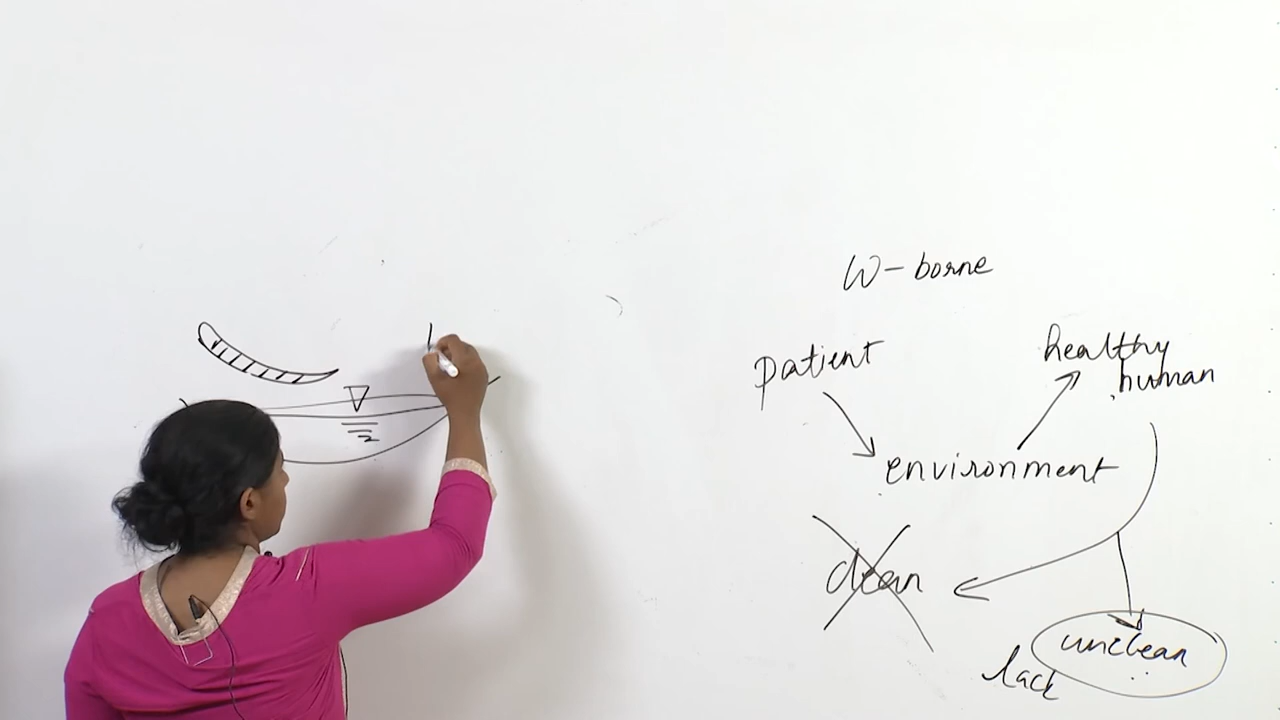 W-borne
patient
healthy
human
environment
clean
unclean
lack